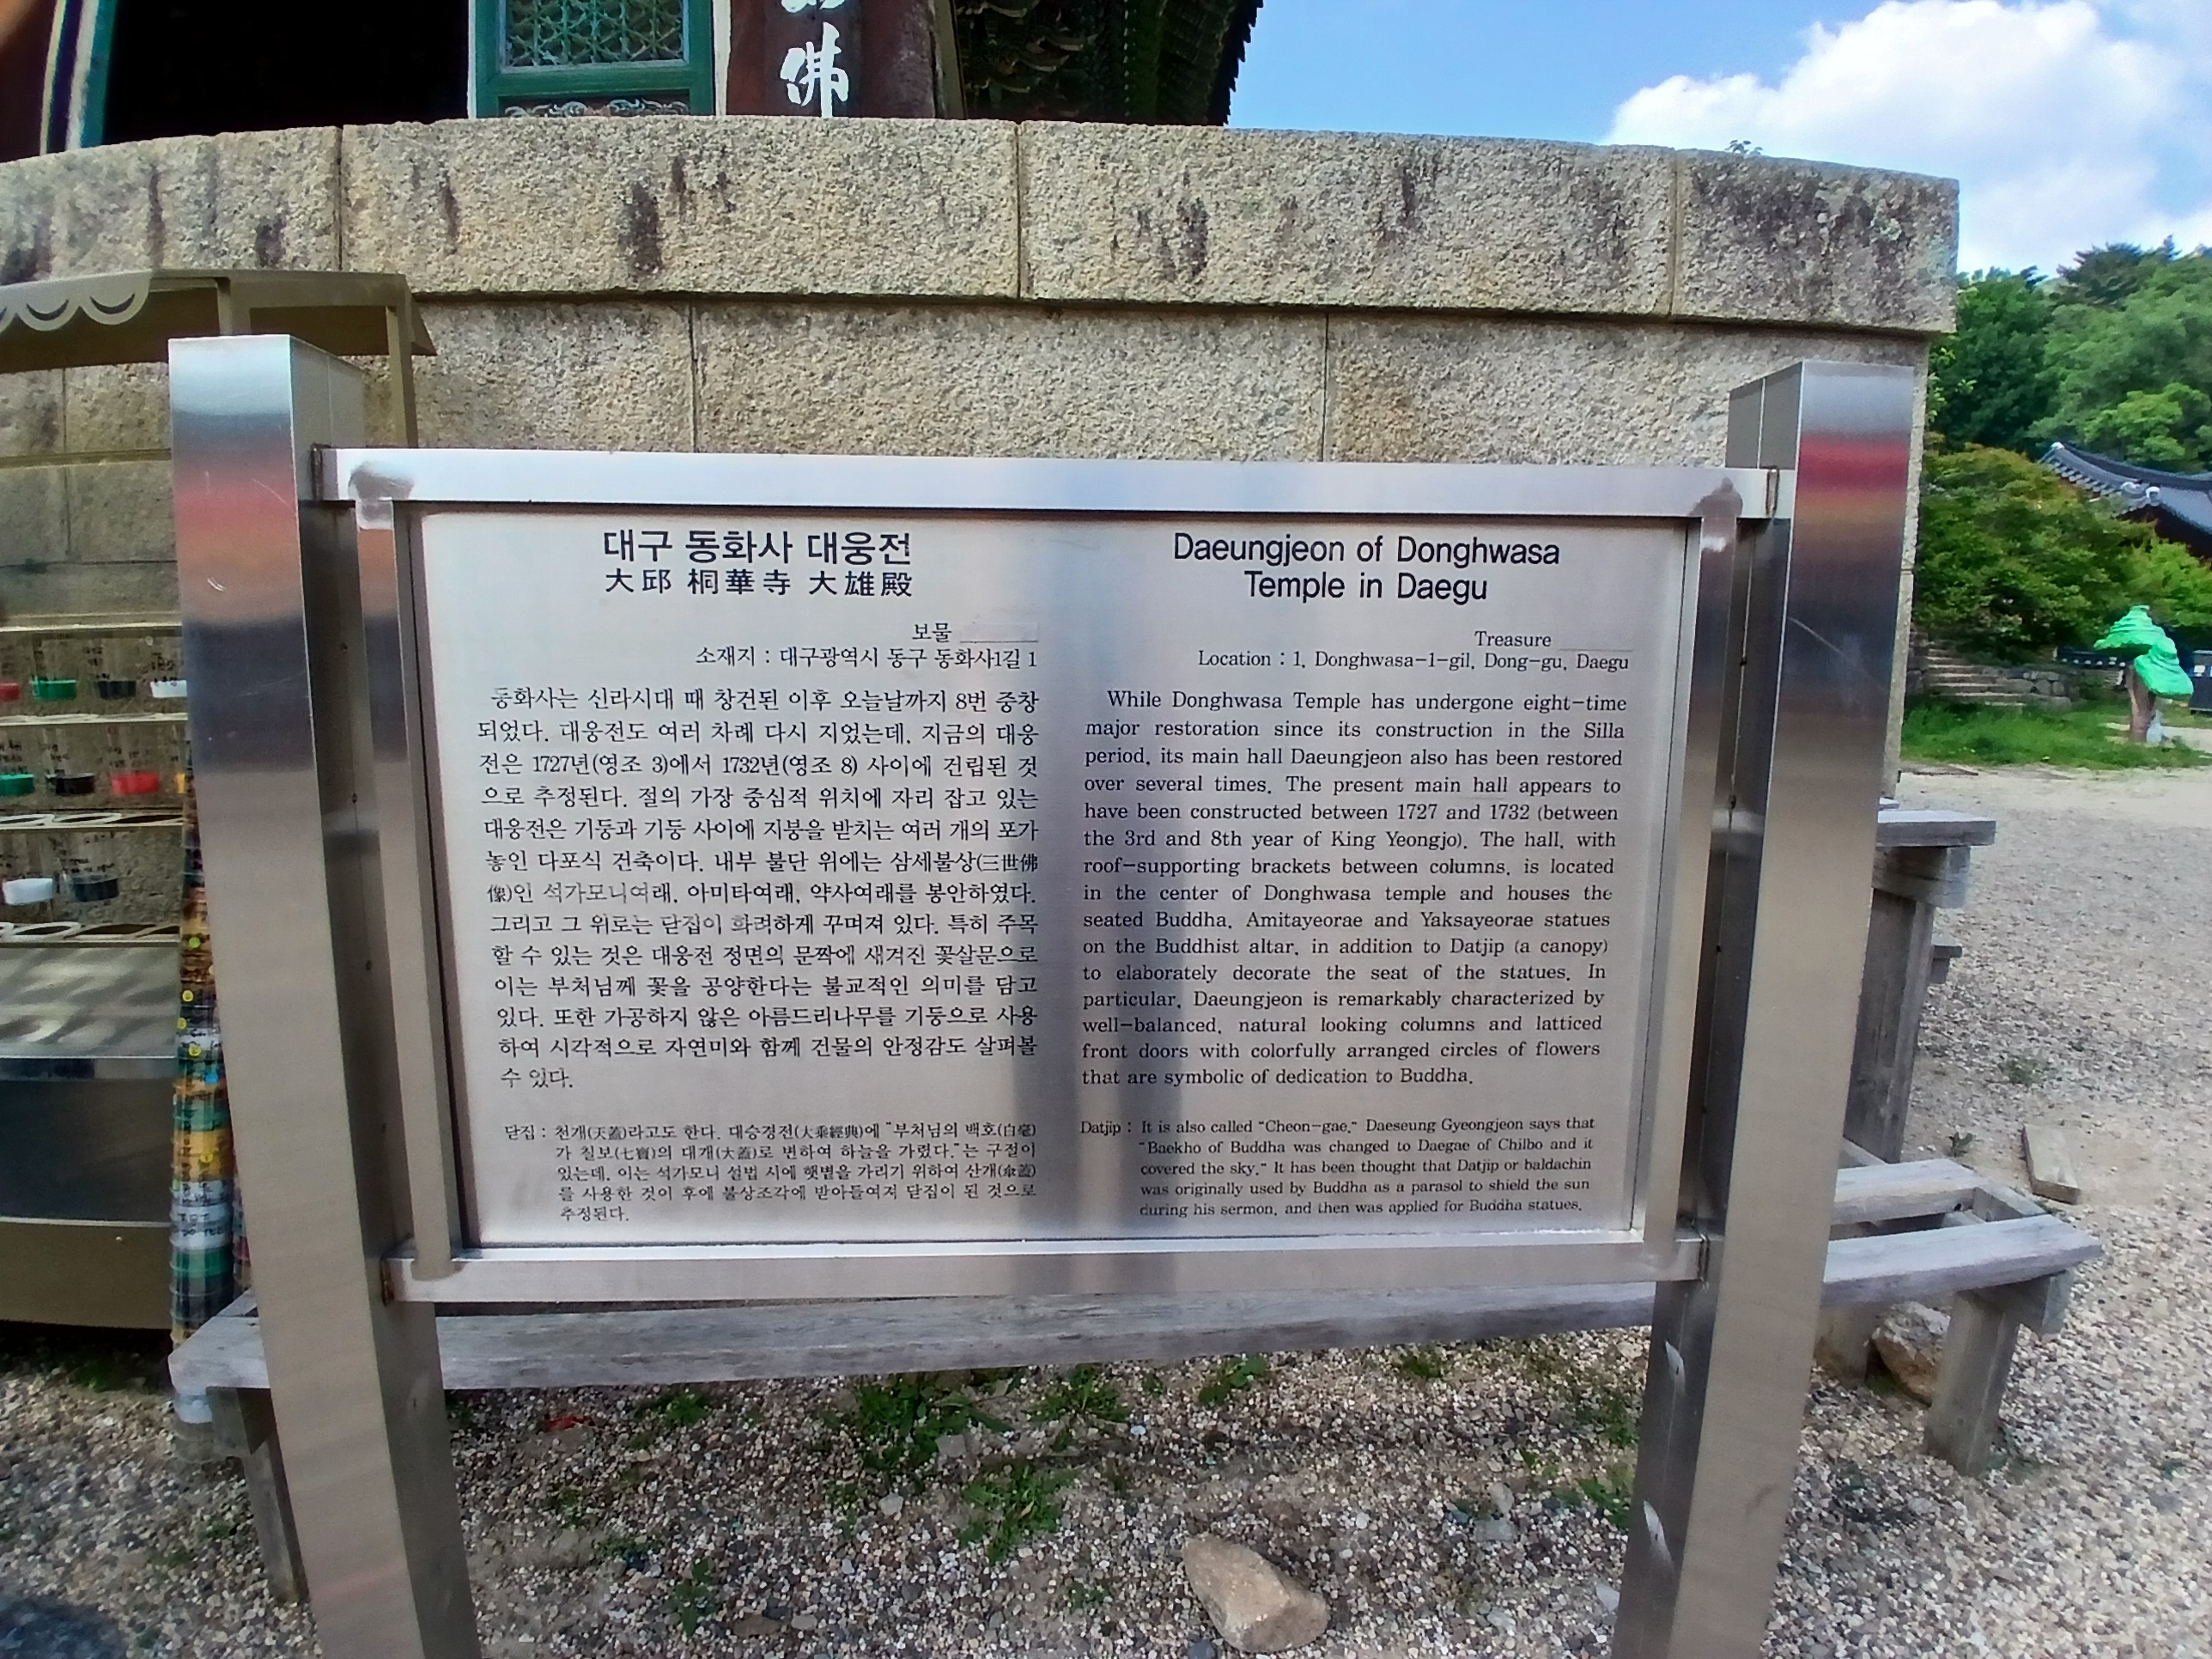 佛
대구 동화사 대웅전
大邱 桐華寺 大雄殿
보물
소재지 : 대구광역시 동구 동화사1길 1
동화사는 신라시대 때 창건된 이후 오늘날까지 8번 중창
되었다. 대웅전도 여러 차례 다시 지었는데, 지금의 대웅
전은 1727년(영조 3)에서 1732년(영조 8) 사이에 건립된 것
으로 추정된다. 절의 가장 중심적 위치에 자리 잡고 있는
대웅전은 기둥과 기둥 사이에 지붕을 받치는 여러 개의 포가
놓인 다포식 건축이다. 내부 불단 위에는 삼세불상(三世佛
像)인 석가모니여래, 아미타여래, 약사여래를 봉안하였다.
그리고 그 위로는 닫집이 화려하게 꾸며져 있다. 특히 주목
할 수 있는 것은 대웅전 정면의 문짝에 새겨진 꽃살문으로
이는 부처님께 꽃을 공양한다는 불교적인 의미를 담고
있다. 또한 가공하지 않은 아름드리나무를 기둥으로 사용
하여 시각적으로 자연미와 함께 건물의 안정감도 살펴볼
수 있다.
닫집 : 천개(天蓋)라고도 한다. 대승경전(大乘經典)에 "부처님의 백호(白毫)
가 칠보(七寶)의 대개(大蓋)로 변하여 하늘을 가렸다."는 구절이
있는데, 이는 석가모니 설법 시에 햇볕을 가리기 위하여 산개(傘蓋)
를 사용한 것이 후에 불상조각에 받아들여져 닫집이 된 것으로
추정된다.
Daeungjeon of Donghwasa
Temple in Daegu
Treasure
Location : 1, Donghwasa-1-gil, Dong-gu, Daegu
While Donghwasa Temple has undergone eight-time
major restoration since its construction in the Silla
period, its main hall Daeungjeon also has been restored
over several times. The present main hall appears to
have been constructed between 1727 and 1732 (between
the 3rd and 8th year of King Yeongjo). The hall, with
roof-supporting brackets between columns, is located
in the center of Donghwasa temple and houses the
seated Buddha, Amitayeorae and Yaksayeorae statues
on the Buddhist altar, in addition to Datjip (a canopy)
to elaborately decorate the seat of the statues. In
particular, Daeungjeon is remarkably characterized by
well-balanced, natural looking columns and latticed
front doors with colorfully arranged circles of flowers
that are symbolic of dedication to Buddha.
Datjip : It is also called "Cheon-gae." Daeseung Gyeongjeon says that
"Baekho of Buddha was changed to Daegae of Chilbo and it
covered the sky." It has been thought that Datjip or baldachin
was originally used by Buddha as a parasol to shield the sun
during his sermon, and then was applied for Buddha statues.